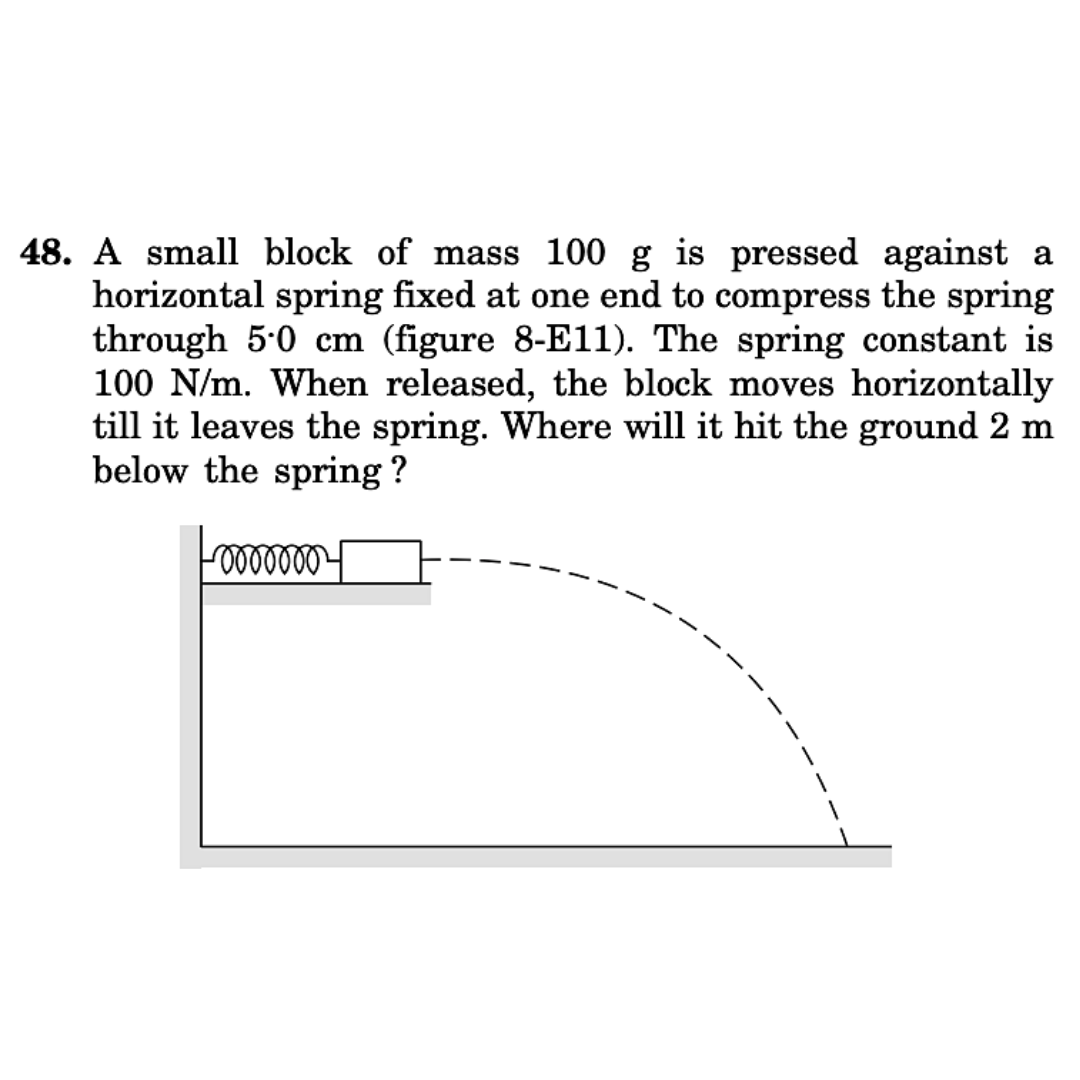 48. A small block of mass 100 g is pressed against a
horizontal spring fixed at one end to compress the spring
through 5·0 cm (figure 8-E11). The spring constant is
100 N/m. When released, the block moves horizontally
till it leaves the spring. Where will it hit the ground 2 m
below the spring ?